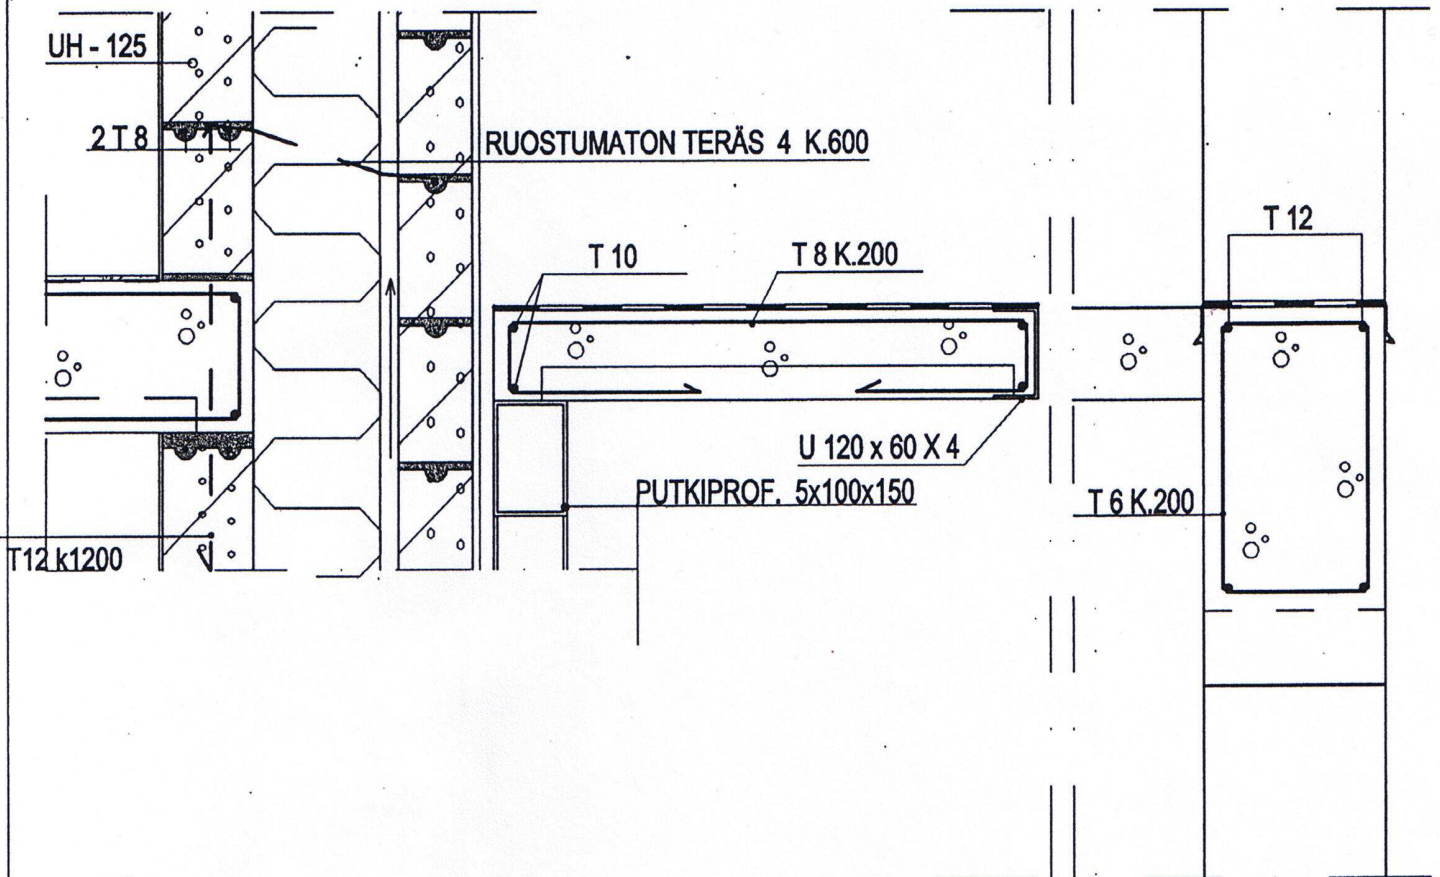 UH - 125
2 T 8
RUOSTUMATON TERÄS 4 K.600
T 12
T 10
T 8 K.200
U 120 x 60 X 4
PUTKIPROF. 5x100x150
T 6 K.200
T12 k1200